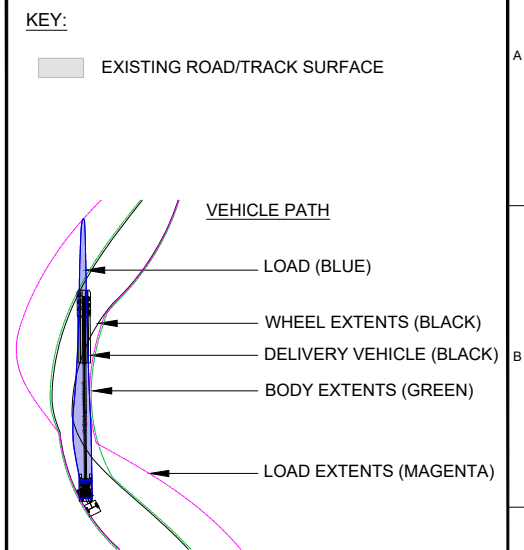 KEY:
EXISTING ROAD/TRACK SURFACE
A
VEHICLE PATH
LOAD (BLUE)
WHEEL EXTENTS (BLACK)
DELIVERY VEHICLE (BLACK)
B
BODY EXTENTS (GREEN)
LOAD EXTENTS (MAGENTA)